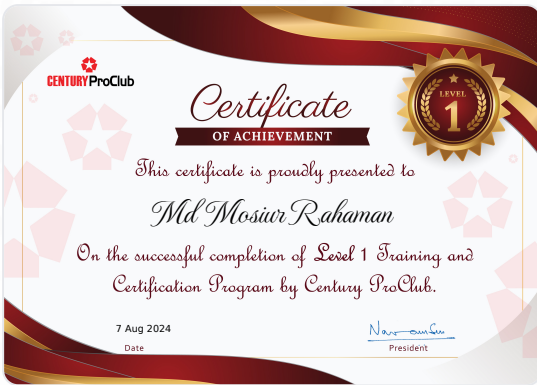 CENTURY ProClub
Certificate
OF ACHIEVEMENT
LEVEL
1
This certificate is proudly presented to
Md Mosiur Rahaman
On the successful completion of Level 1 Training and
Certification Program by Century ProClub.
7 Aug 2024
Date
President